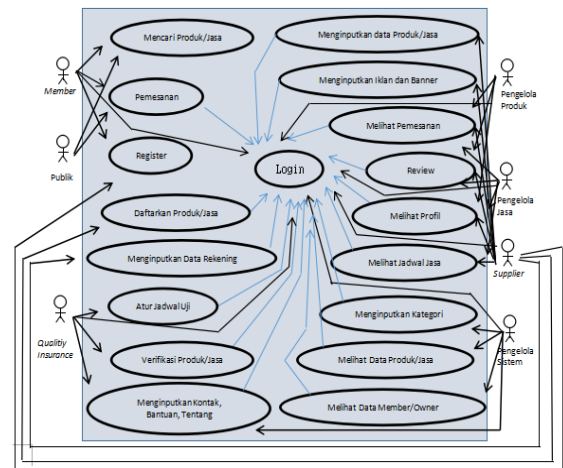 Mencari Produk/Jasa
Menginputkan data Produk/Jasa
Member
Pemesanan
Menginputkan Iklan dan Banner
Pengelola
Produk
Melihat Pemesanan
Publik
Register
Login
Review
Pengelola
Jasa
Daftarkan Produk/Jasa
Melihat Profil
Menginputkan Data Rekening
Melihat Jadwal Jasa
Supplier
Qualitiy
Insurance
Atur Jadwal Uji
Menginputkan Kategori
Pengelola
Sistem
Verifikasi Produk/Jasa
Melihat Data Produk/Jasa
Menginputkan Kontak,
Bantuan, Tentang
Melihat Data Member/Owner